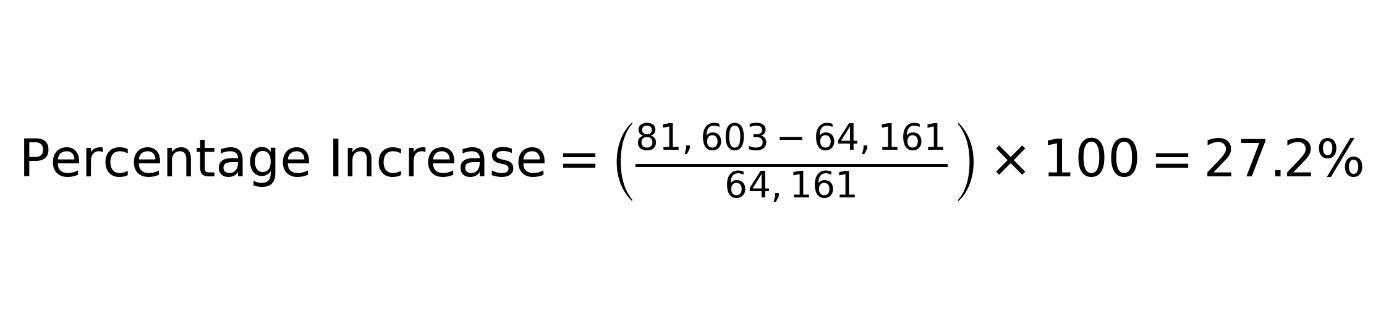 Percentage Increase = (81,603 − 64,161 / 64,161) × 100 = 27.2%